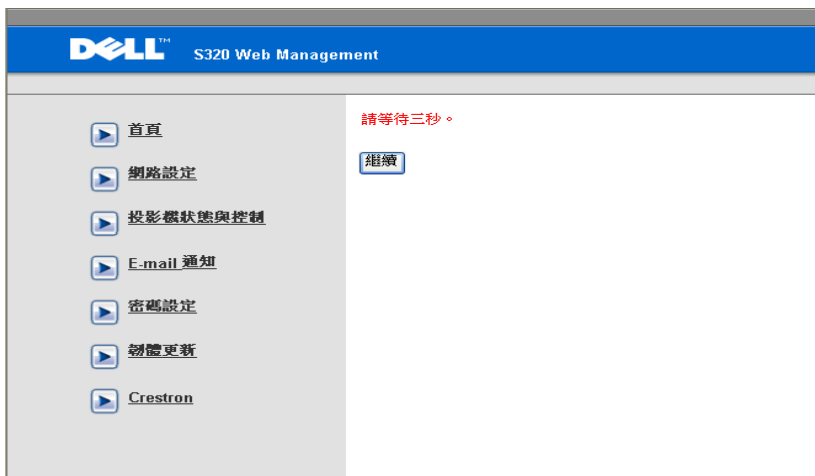 DELL™ S320 Web Management
首頁
網路設定
投影機狀態與控制
E-mail 通知
密碼設定
韌體更新
Crestron
請等待三秒。
繼續